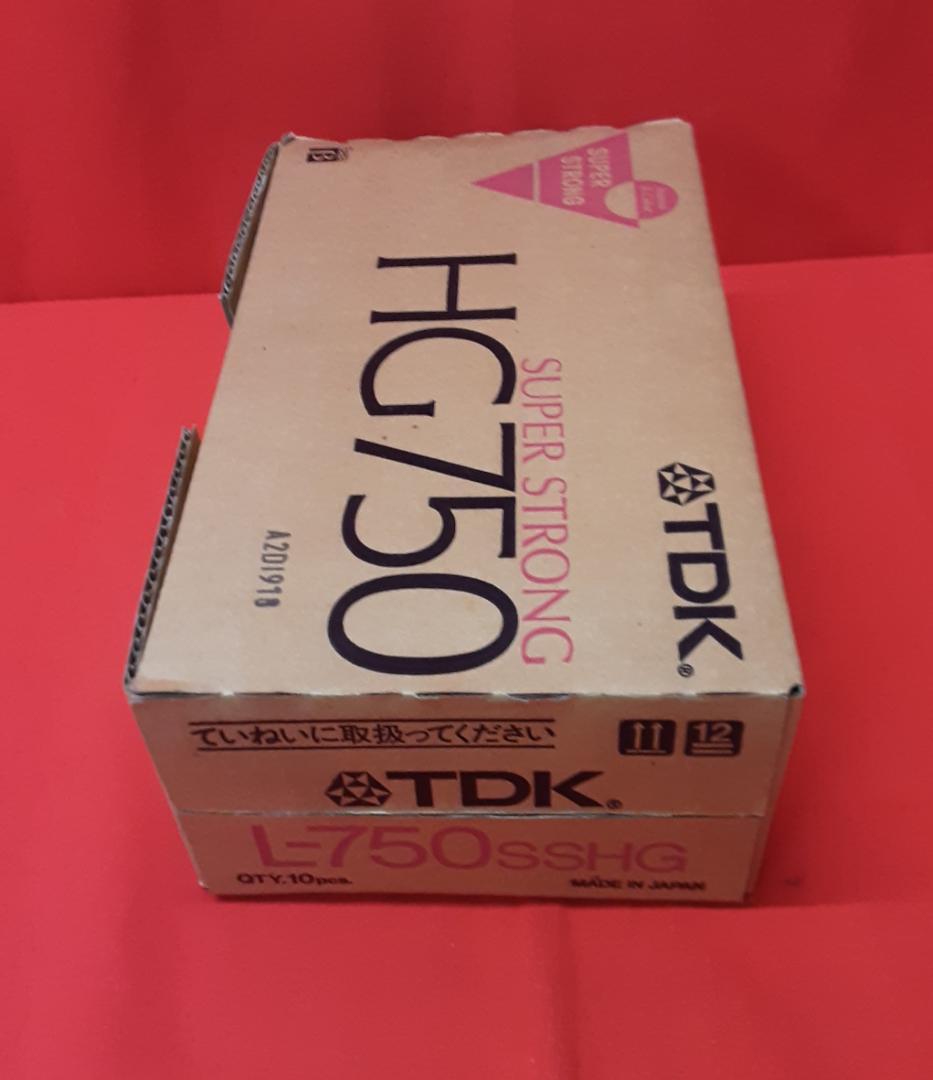 SUPER
STRONG
TDK®
SUPER STRONG
HG750
A201918
ていねいに取扱ってください
12
TDK®
L-750SSHG
QTY.10pcs.
MADE IN JAPAN